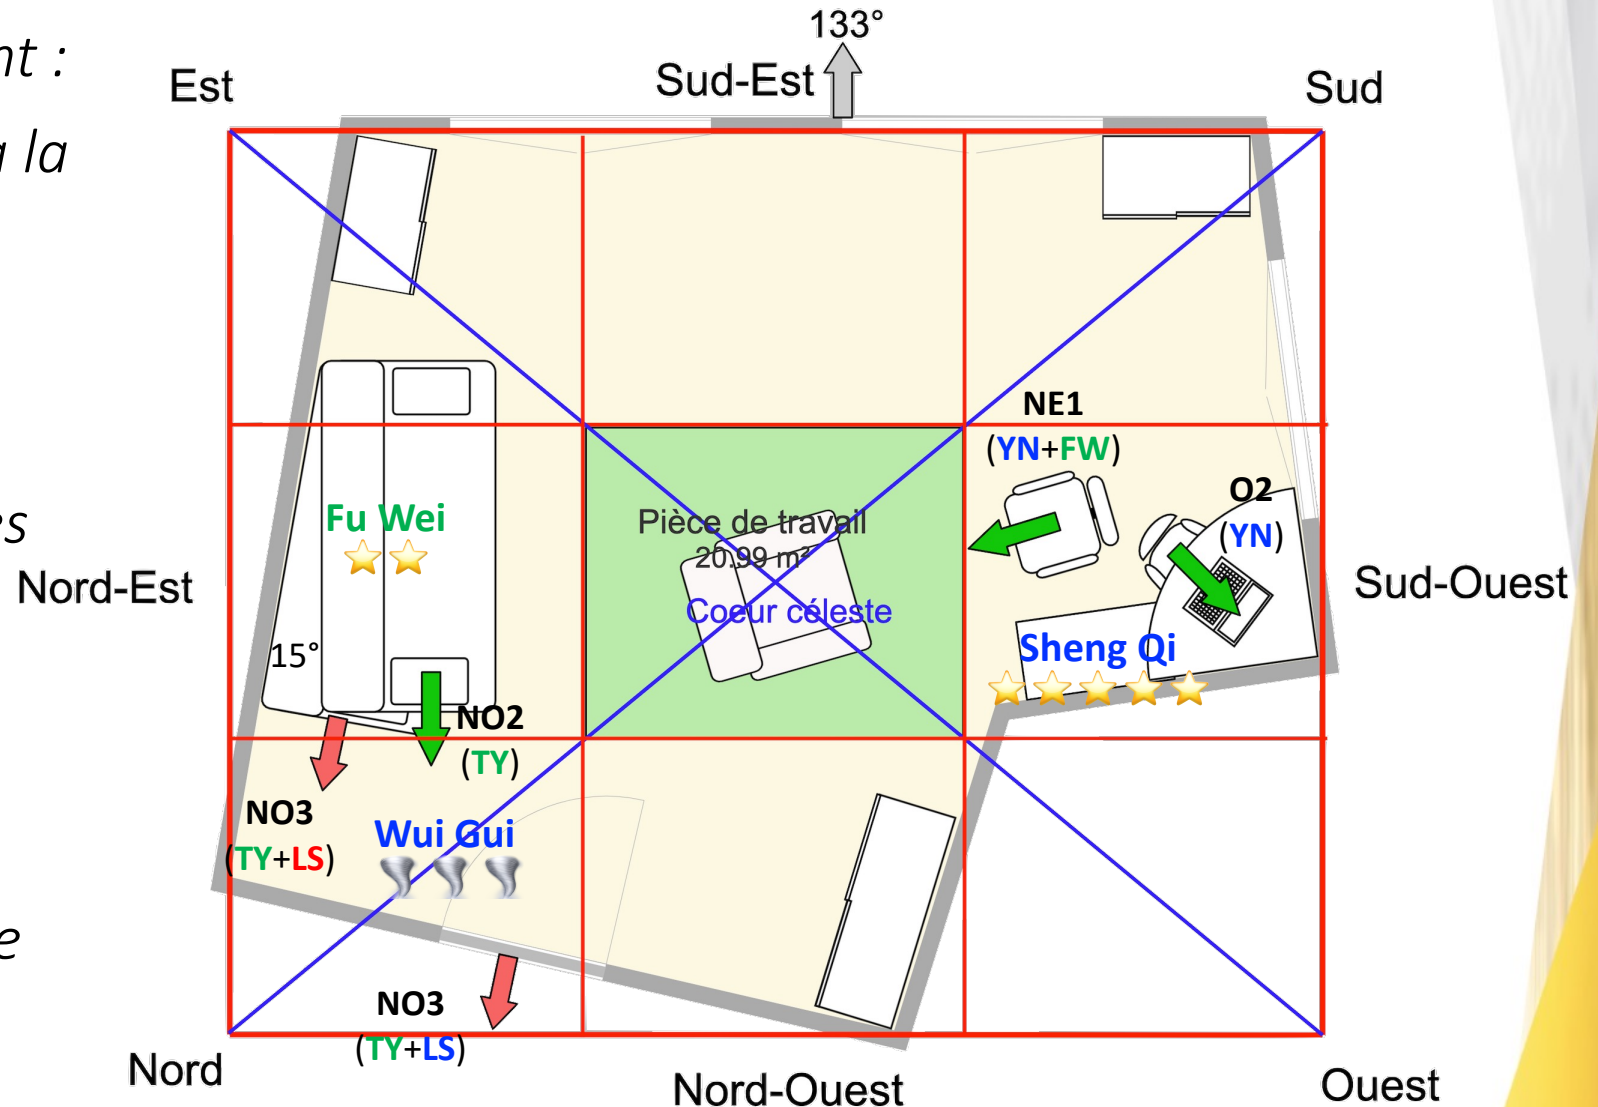 nt :
133°
Est
Sud-Est
Sud
à la
NE1
(YN+FW)
O2
(YN)
Fu Wei
Pièce de travail
20.99 m²
es
Nord-Est
Coeur céleste
Sud-Ouest
15°
Sheng Qi
NO2
(TY)
NO3
(TY+LS)
Wui Gui
e
NO3
(TY+LS)
Nord
Nord-Ouest
Ouest